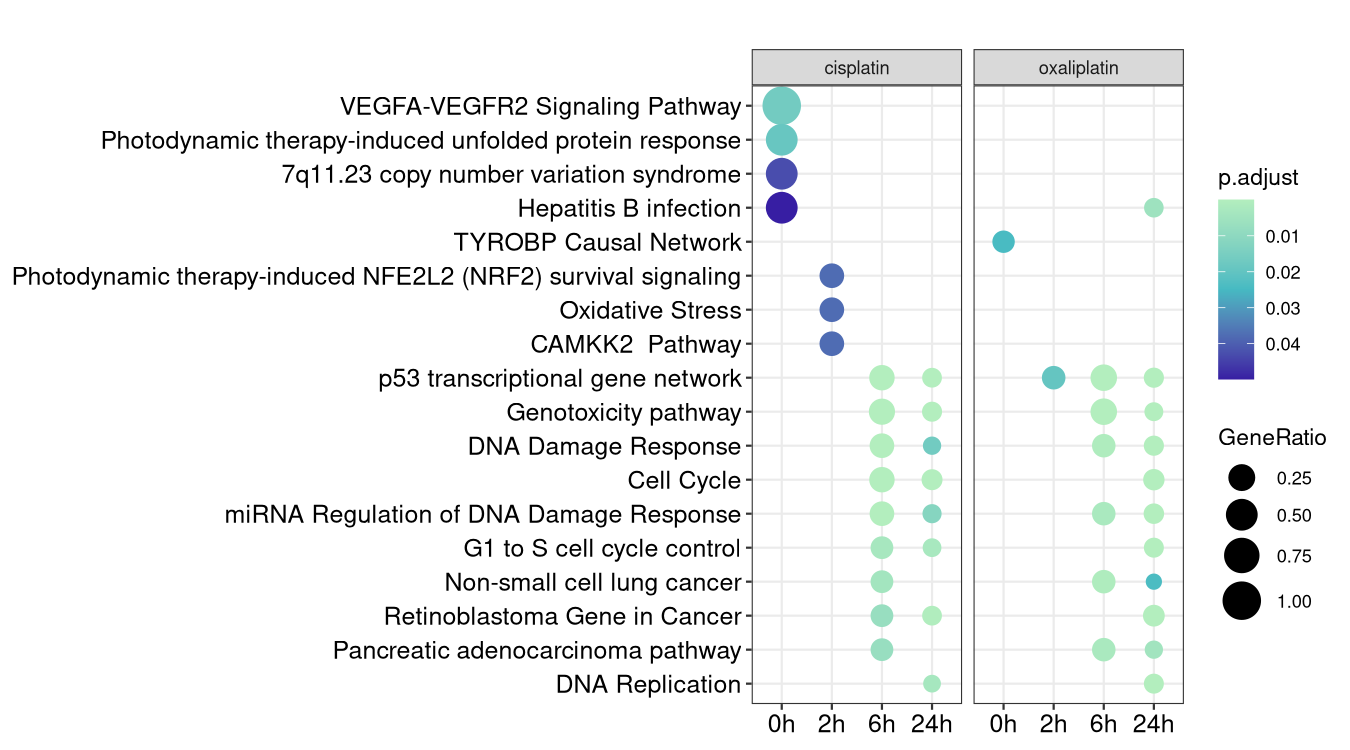 cisplatin
oxaliplatin
VEGFA-VEGFR2 Signaling Pathway
Photodynamic therapy-induced unfolded protein response
7q11.23 copy number variation syndrome
Hepatitis B infection
TYROBP Causal Network
Photodynamic therapy-induced NFE2L2 (NRF2) survival signaling
Oxidative Stress
CAMKK2  Pathway
p53 transcriptional gene network
Genotoxicity pathway
DNA Damage Response
Cell Cycle
miRNA Regulation of DNA Damage Response
G1 to S cell cycle control
Non-small cell lung cancer
Retinoblastoma Gene in Cancer
Pancreatic adenocarcinoma pathway
DNA Replication
0h 2h 6h 24h
0h 2h 6h 24h
p.adjust
0.01
0.02
0.03
0.04
GeneRatio
0.25
0.50
0.75
1.00